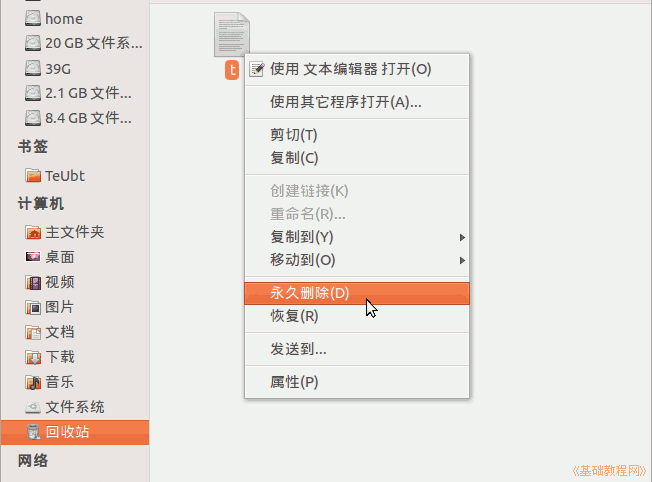 home
20 GB 文件系...
39G
2.1 GB 文件...
8.4 GB 文件...
书签
TeUbt
计算机
主文件夹
桌面
视频
图片
文档
下载
音乐
文件系统
回收站
网络
t
使用 文本编辑器 打开(O)
使用其它程序打开(A)...
剪切(T)
复制(C)
创建链接(K)
重命名(R)...
复制到(Y)
移动到(O)
永久删除(D)
恢复(R)
发送到...
属性(P)
《基础教程网》